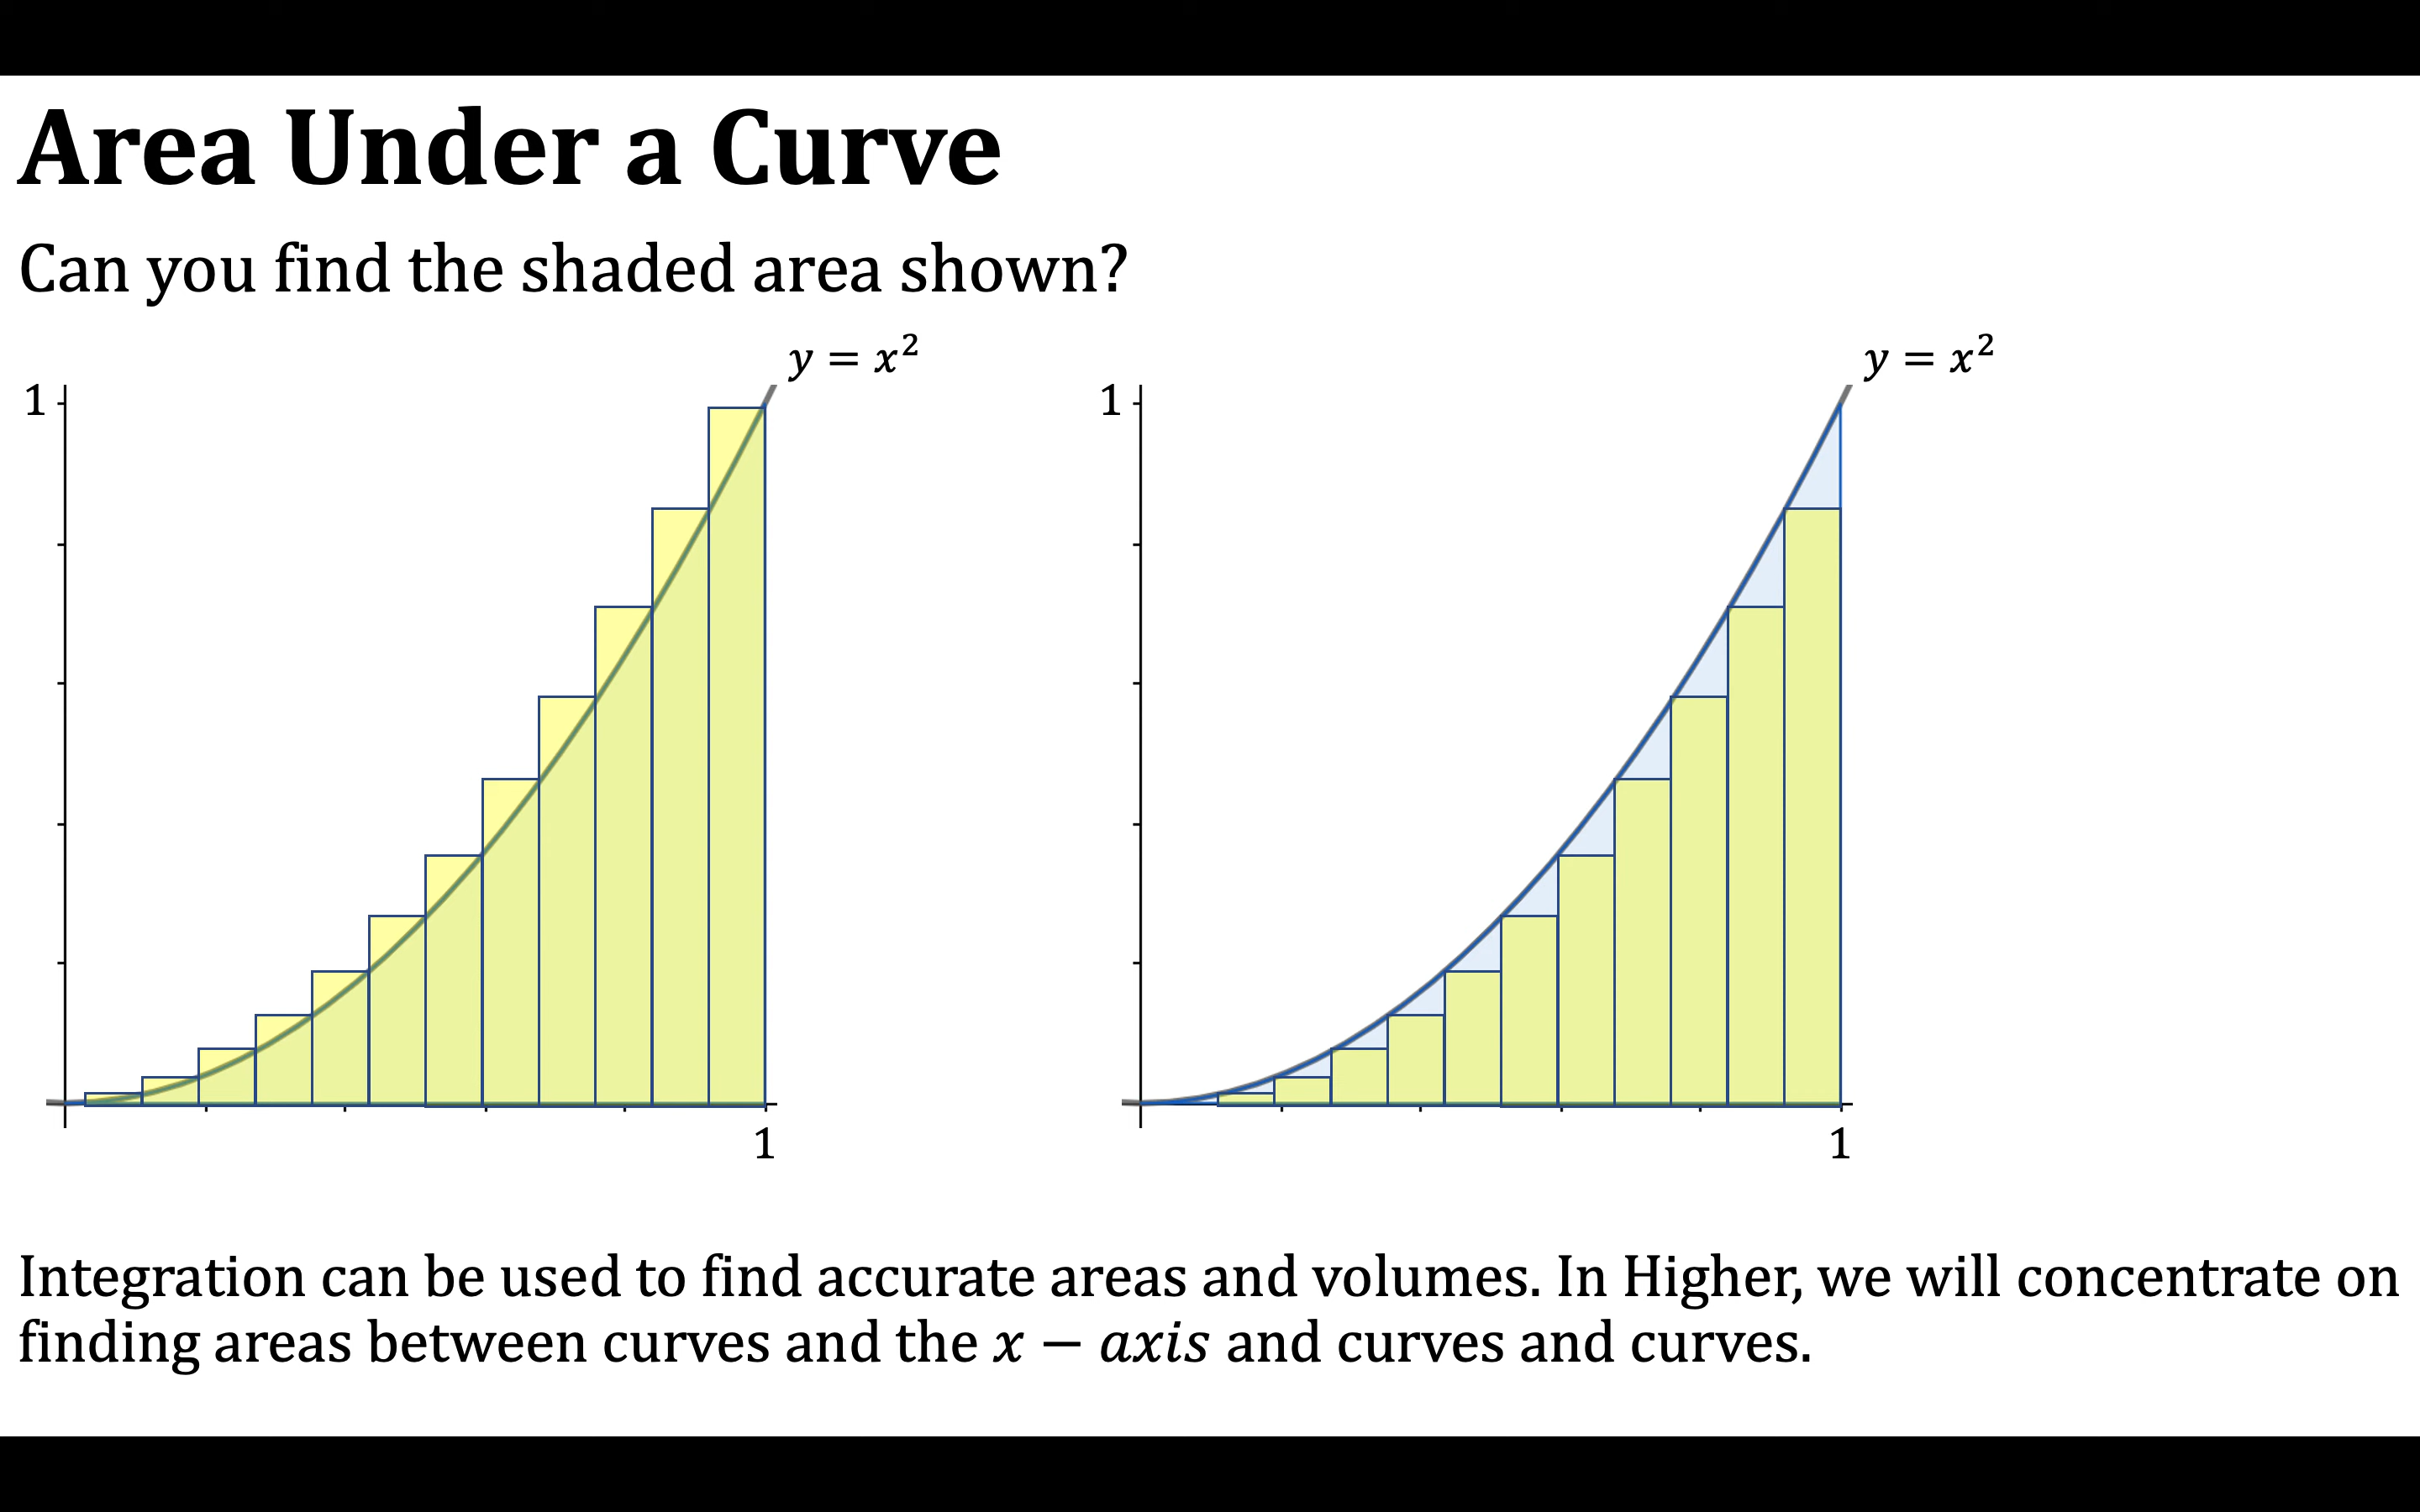 Area Under a Curve
Can you find the shaded area shown?
y = x²
y = x²
1
1
1
1
Integration can be used to find accurate areas and volumes. In Higher, we will concentrate on
finding areas between curves and the x − axis and curves and curves.